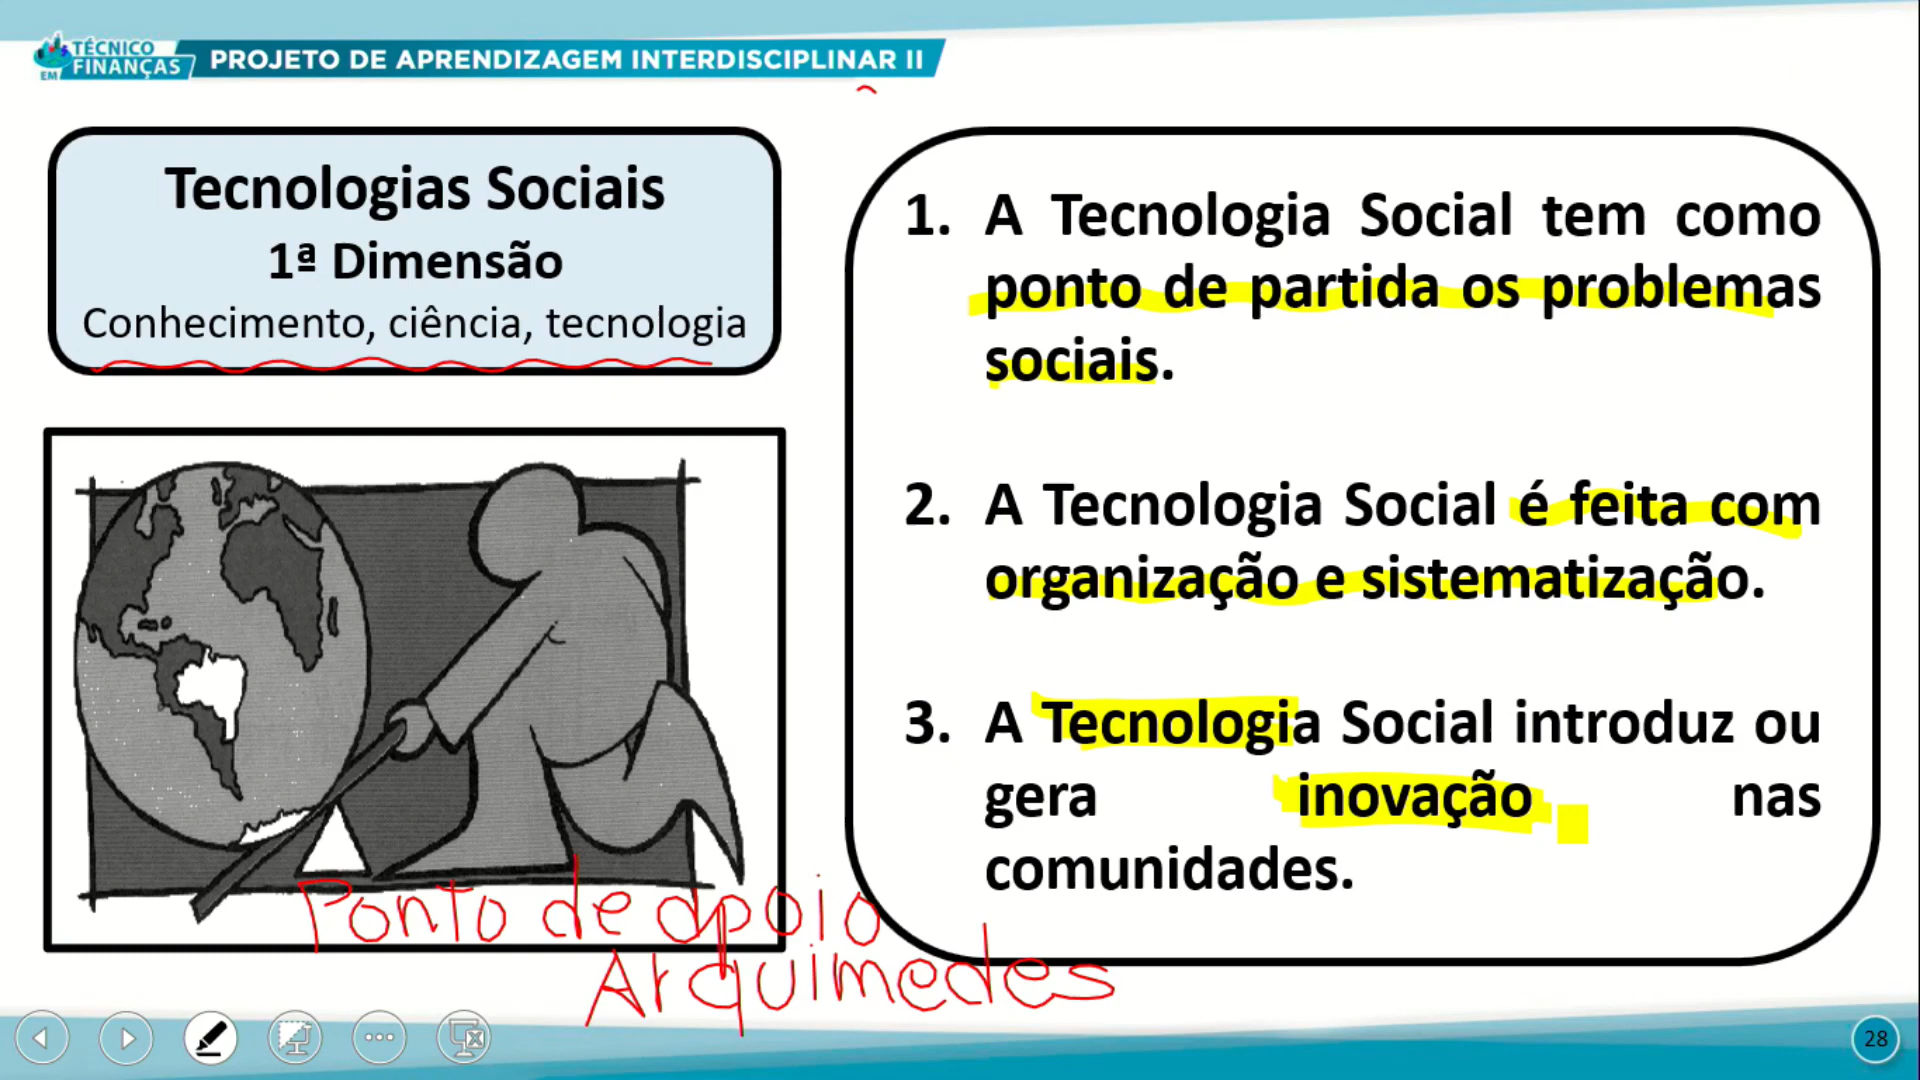 TÉCNICO
EM FINANÇAS
PROJETO DE APRENDIZAGEM INTERDISCIPLINAR II
Tecnologias Sociais
1ª Dimensão
Conhecimento, ciência, tecnologia
1. A Tecnologia Social tem como
ponto de partida os problemas
sociais.
2. A Tecnologia Social é feita com
organização e sistematização.
3. A Tecnologia Social introduz ou
gera inovação nas
comunidades.
Ponto de apoio
Arquimedes
28